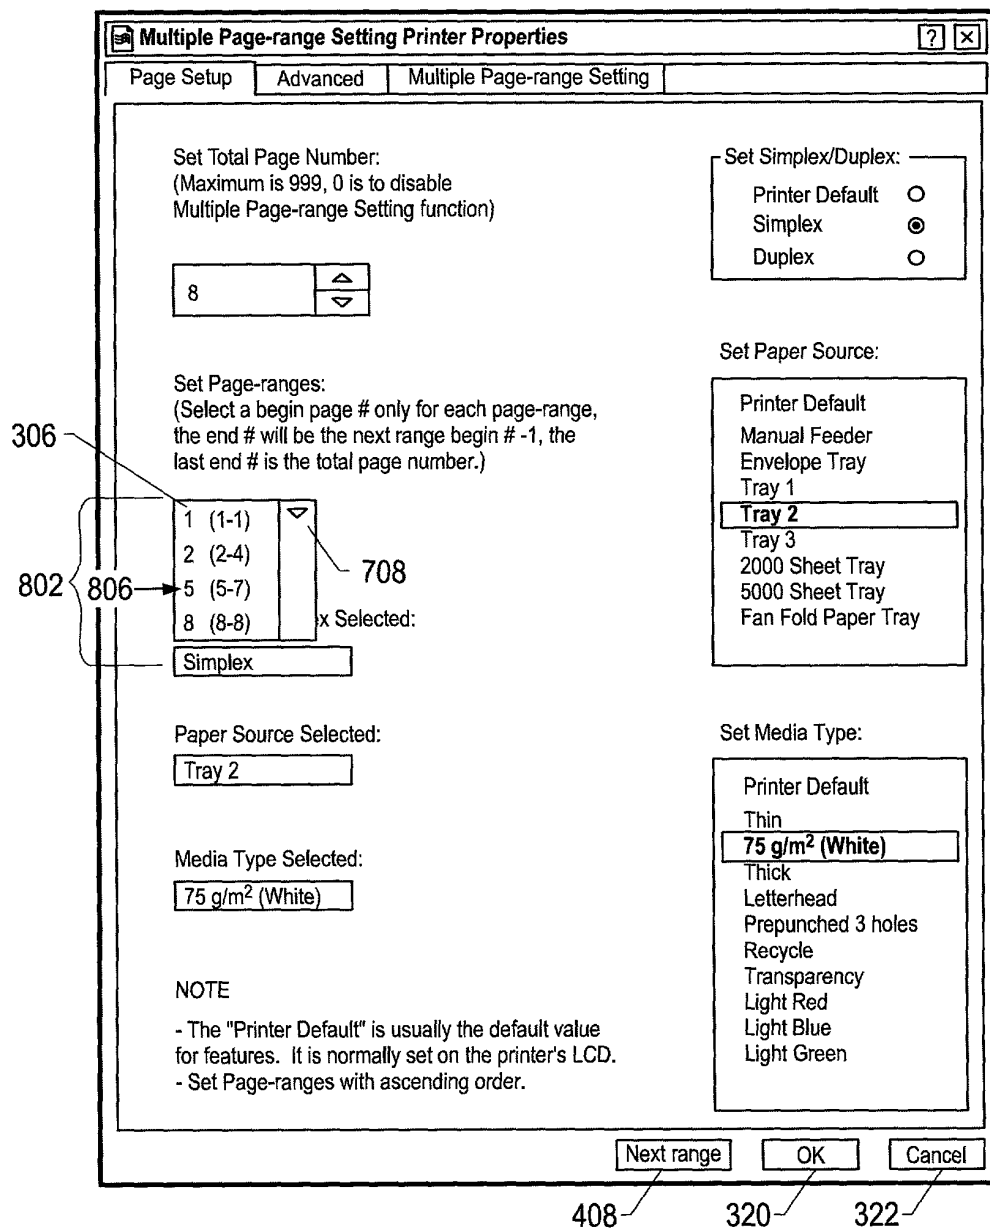 Multiple Page-range Setting Printer Properties
? X
Page Setup
Advanced
Multiple Page-range Setting
Set Total Page Number:
(Maximum is 999, 0 is to disable
Multiple Page-range Setting function)
8
Set Page-ranges:
(Select a begin page # only for each page-range,
the end # will be the next range begin # -1, the
last end # is the total page number.)
306
1 (1-1)
2 (2-4)
5 (5-7)
8 (8-8)
708
802
806
x Selected:
Simplex
Paper Source Selected:
Tray 2
Media Type Selected:
75 g/m² (White)
NOTE
- The "Printer Default" is usually the default value
for features. It is normally set on the printer's LCD.
- Set Page-ranges with ascending order.
Set Simplex/Duplex:
Printer Default
Simplex
Duplex
Set Paper Source:
Printer Default
Manual Feeder
Envelope Tray
Tray 1
Tray 2
Tray 3
2000 Sheet Tray
5000 Sheet Tray
Fan Fold Paper Tray
Set Media Type:
Printer Default
Thin
75 g/m² (White)
Thick
Letterhead
Prepunched 3 holes
Recycle
Transparency
Light Red
Light Blue
Light Green
Next range
OK
Cancel
408
320
322